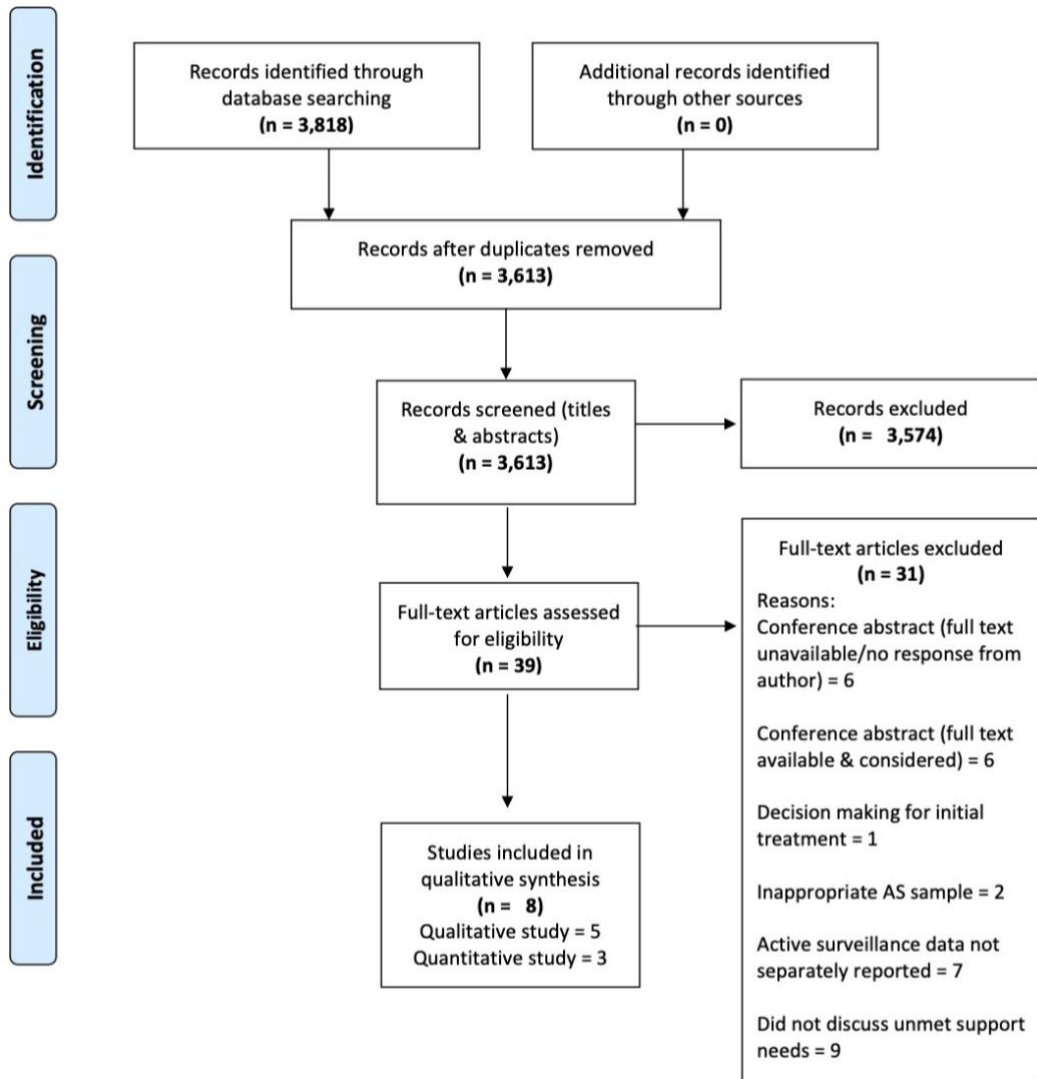 Identification
Records identified through
database searching
(n = 3,818)
Additional records identified
through other sources
(n = 0)
Records after duplicates removed
(n = 3,613)
Screening
Records screened (titles
& abstracts)
(n = 3,613)
Records excluded
(n = 3,574)
Eligibility
Full-text articles assessed
for eligibility
(n = 39)
Full-text articles excluded
(n = 31)
Reasons:
Conference abstract (full text
unavailable/no response from
author) = 6
Conference abstract (full text
available & considered) = 6
Decision making for initial
treatment = 1
Inappropriate AS sample = 2
Active surveillance data not
separately reported = 7
Did not discuss unmet support
needs = 9
Included
Studies included in
qualitative synthesis
(n = 8)
Qualitative study = 5
Quantitative study = 3